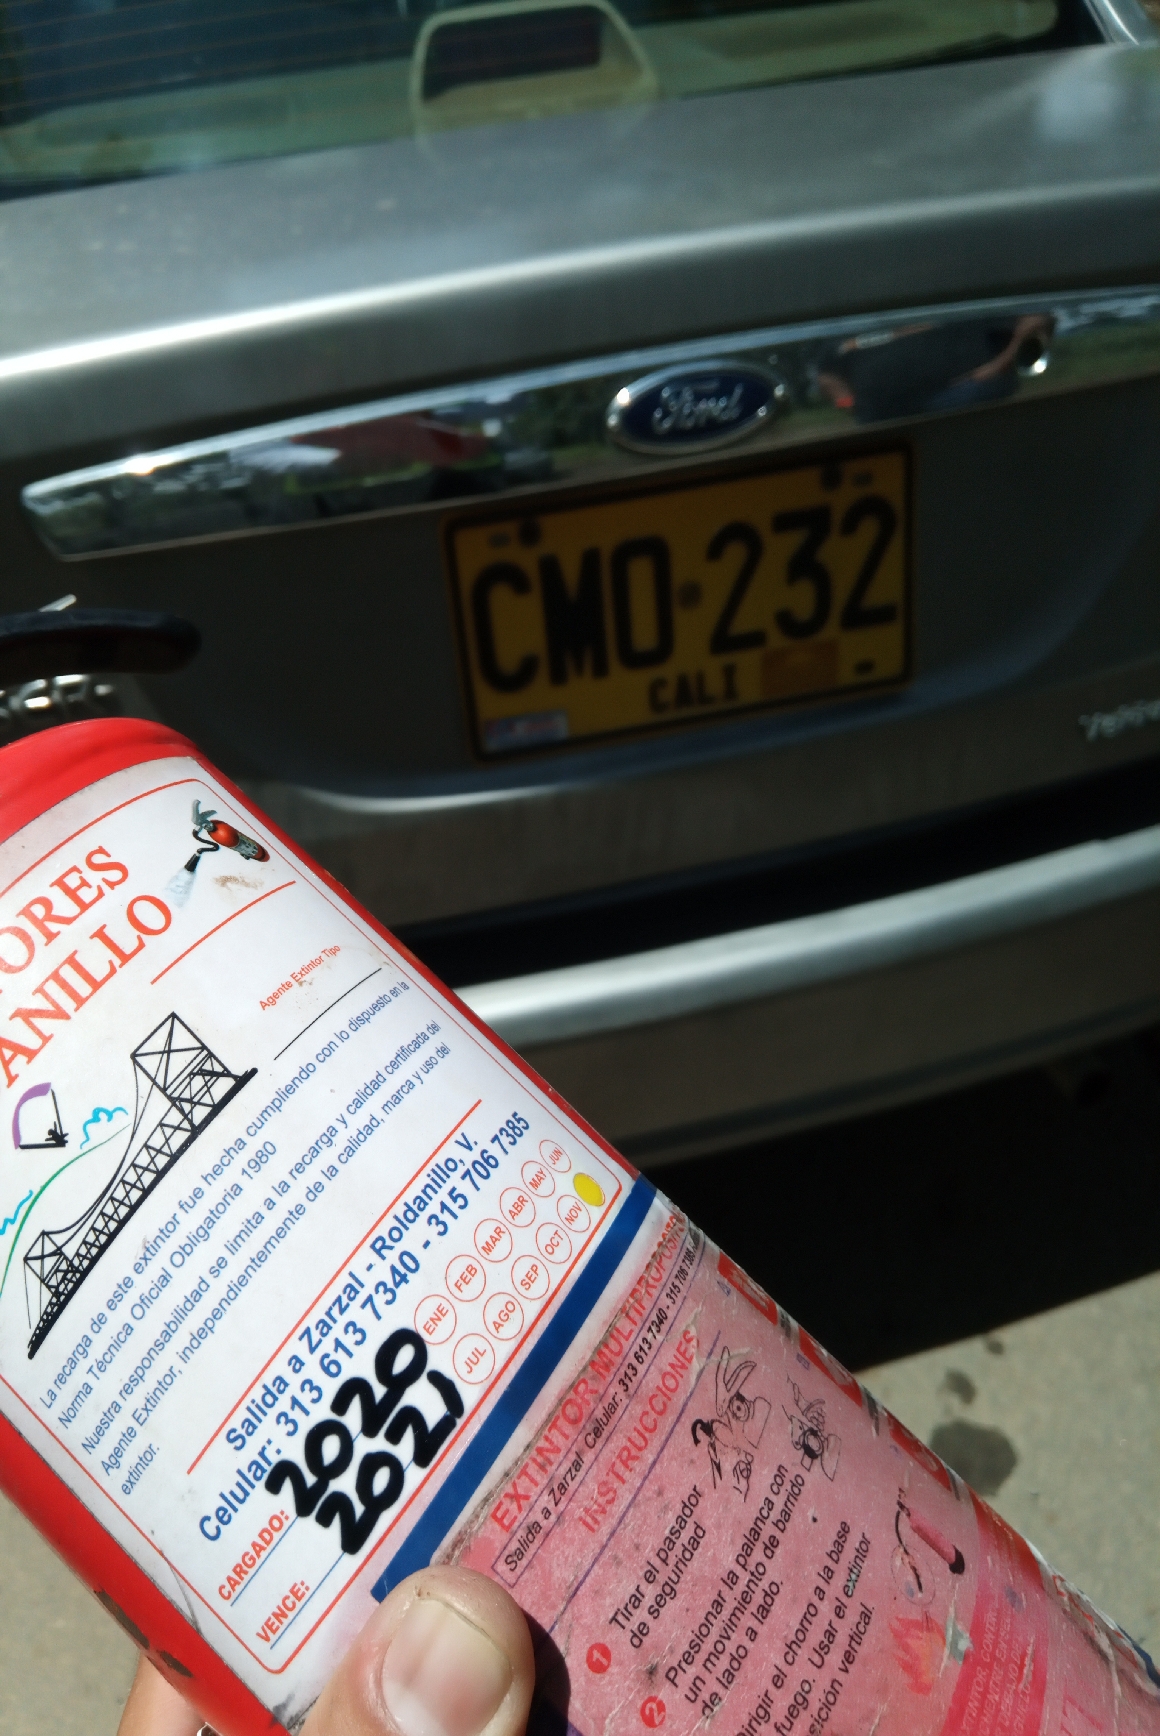 Ford
CMO·232
CALI
ORES
ANILLO
Agente Extintor Tipo
La recarga de este extintor fue hecha cumpliendo con lo dispuesto en la
Norma Técnica Oficial Obligatoria 1980
Nuestra responsabilidad se limita a la recarga y calidad certificada del
Agente Extintor, independientemente de la calidad, marca y uso del
extintor.
Salida a Zarzal - Roldanillo, V.
Celular: 313 613 7340 - 315 706 7385
ENE FEB MAR ABR MAY JUN
JUL AGO SEP OCT NOV
CARGADO: 2020
VENCE: 2021
EXTINTOR MULTIPROPOSITO
Salida a Zarzal Celular: 313 613 7340 - 315 706 7385
INSTRUCCIONES
1 Tirar el pasador
de seguridad
2 Presionar la palanca con
un movimiento de barrido
de lado a lado.
irigir el chorro a la base
fuego. Usar el extintor
sición vertical.